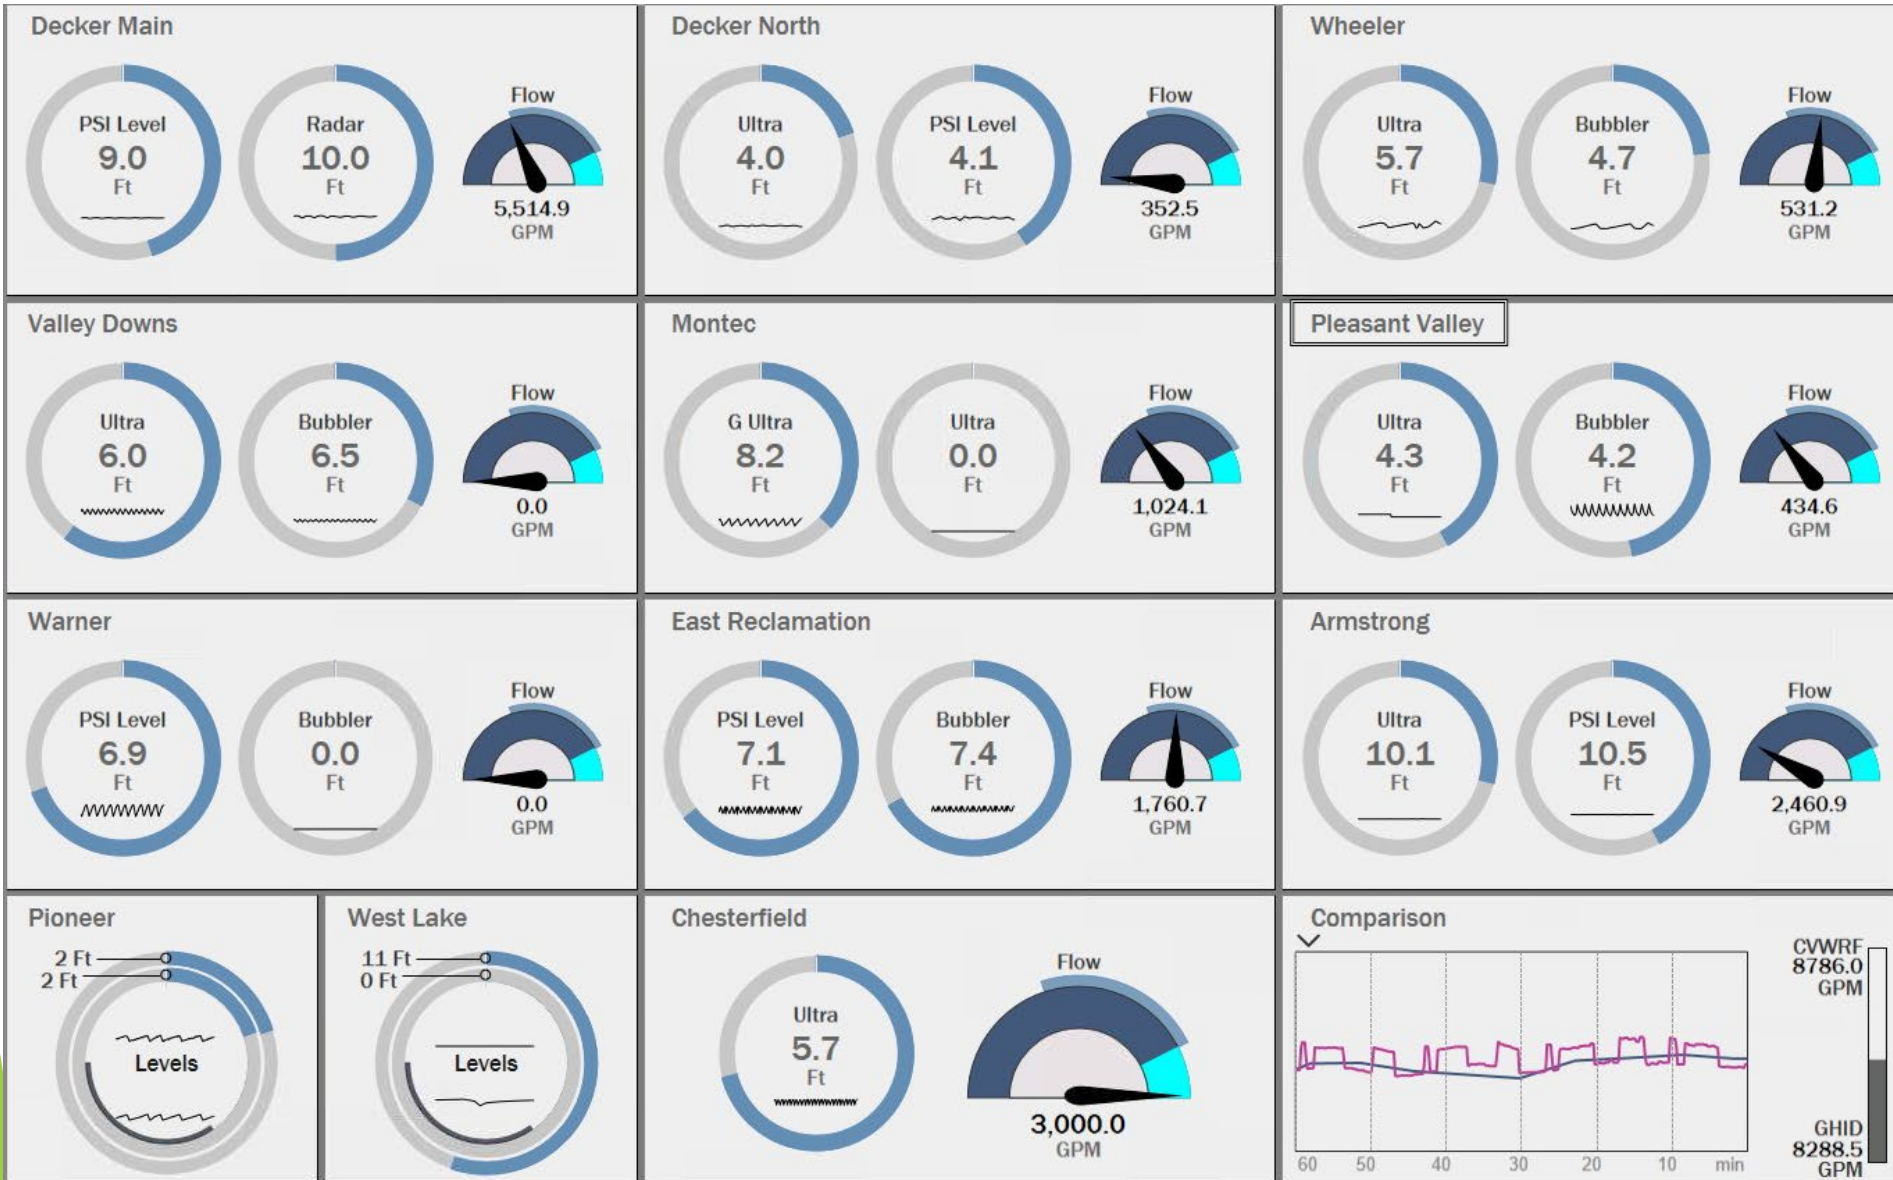 Decker Main
PSI Level
9.0
Ft
Radar
10.0
Ft
Flow
5,514.9
GPM
Decker North
Ultra
4.0
Ft
PSI Level
4.1
Ft
Flow
352.5
GPM
Wheeler
Ultra
5.7
Ft
Bubbler
4.7
Ft
Flow
531.2
GPM
Valley Downs
Ultra
6.0
Ft
Bubbler
6.5
Ft
Flow
0.0
GPM
Montec
G Ultra
8.2
Ft
Ultra
0.0
Ft
Flow
1,024.1
GPM
Pleasant Valley
Ultra
4.3
Ft
Bubbler
4.2
Ft
Flow
434.6
GPM
Warner
PSI Level
6.9
Ft
Bubbler
0.0
Ft
Flow
0.0
GPM
East Reclamation
PSI Level
7.1
Ft
Bubbler
7.4
Ft
Flow
1,760.7
GPM
Armstrong
Ultra
10.1
Ft
PSI Level
10.5
Ft
Flow
2,460.9
GPM
Pioneer
2 Ft
2 Ft
Levels
West Lake
11 Ft
0 Ft
Levels
Chesterfield
Ultra
5.7
Ft
Flow
3,000.0
GPM
Comparison
CVWRF
8786.0
GPM
GHID
8288.5
GPM
60 50 40 30 20 10 min